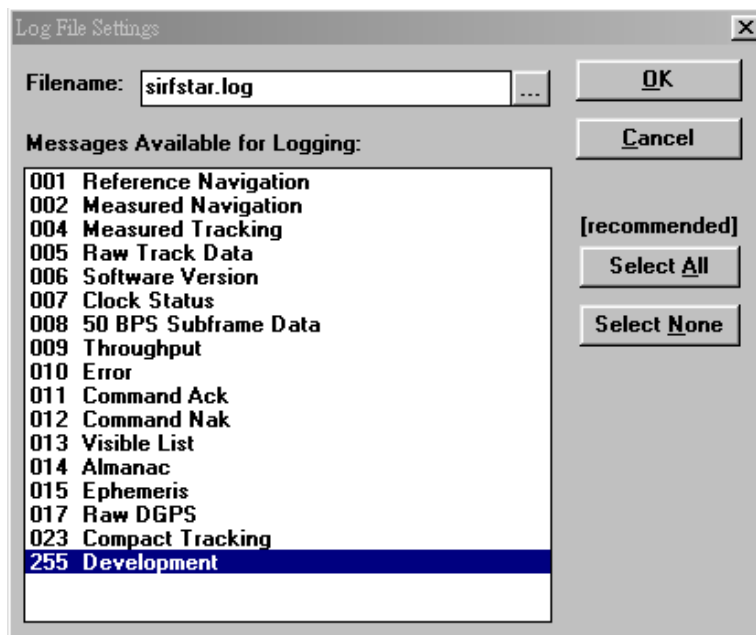 Log File Settings
Filename: sirfstar.log ...
OK
Cancel
Messages Available for Logging:
001 Reference Navigation
002 Measured Navigation
004 Measured Tracking
005 Raw Track Data
006 Software Version
007 Clock Status
008 50 BPS Subframe Data
009 Throughput
010 Error
011 Command Ack
012 Command Nak
013 Visible List
014 Almanac
015 Ephemeris
017 Raw DGPS
023 Compact Tracking
255 Development
[recommended]
Select All
Select None